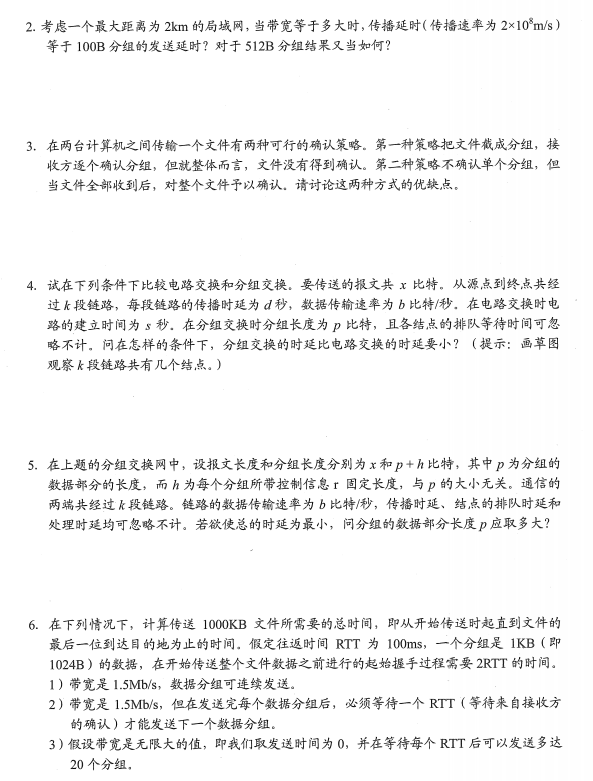 2. 考虑一个最大距离为 2km 的局域网,当带宽等于多大时,传播延时(传播速率为 2×10⁸m/s)
等于 100B 分组的发送延时？对于 512B 分组结果又当如何？
3. 在两台计算机之间传输一个文件有两种可行的确认策略。第一种策略把文件截成分组，接
收方逐个确认分组，但就整体而言，文件没有得到确认。第二种策略不确认单个分组，但
当文件全部收到后，对整个文件予以确认。请讨论这两种方式的优缺点。
4. 试在下列条件下比较电路交换和分组交换。要传送的报文共 x 比特。从源点到终点共经
过 k 段链路，每段链路的传播时延为 d 秒，数据传输速率为 b 比特/秒。在电路交换时电
路的建立时间为 s 秒。在分组交换时分组长度为 p 比特，且各结点的排队等待时间可忽
略不计。问在怎样的条件下，分组交换的时延比电路交换的时延要小？（提示：画草图
观察 k 段链路共有几个结点。）
5. 在上题的分组交换网中，设报文长度和分组长度分别为 x 和 p + h 比特，其中 p 为分组的
数据部分的长度，而 h 为每个分组所带控制信息 r 固定长度，与 p 的大小无关。通信的
两端共经过 k 段链路。链路的数据传输速率为 b 比特/秒，传播时延、结点的排队时延和
处理时延均可忽略不计。若欲使总的时延为最小，问分组的数据部分长度 p 应取多大？
6. 在下列情况下，计算传送 1000KB 文件所需要的总时间，即从开始传送时起直到文件的
最后一位到达目的地为止的时间。假定往返时间 RTT 为 100ms，一个分组是 1KB（即
1024B）的数据，在开始传送整个文件数据之前进行的起始握手过程需要 2RTT 的时间。
1）带宽是 1.5Mb/s，数据分组可连续发送。
2）带宽是 1.5Mb/s，但在发送完每个数据分组后，必须等待一个 RTT（等待来自接收方
的确认）才能发送下一个数据分组。
3）假设带宽是无限大的值，即我们取发送时间为 0，并在等待每个 RTT 后可以发送多达
20 个分组。